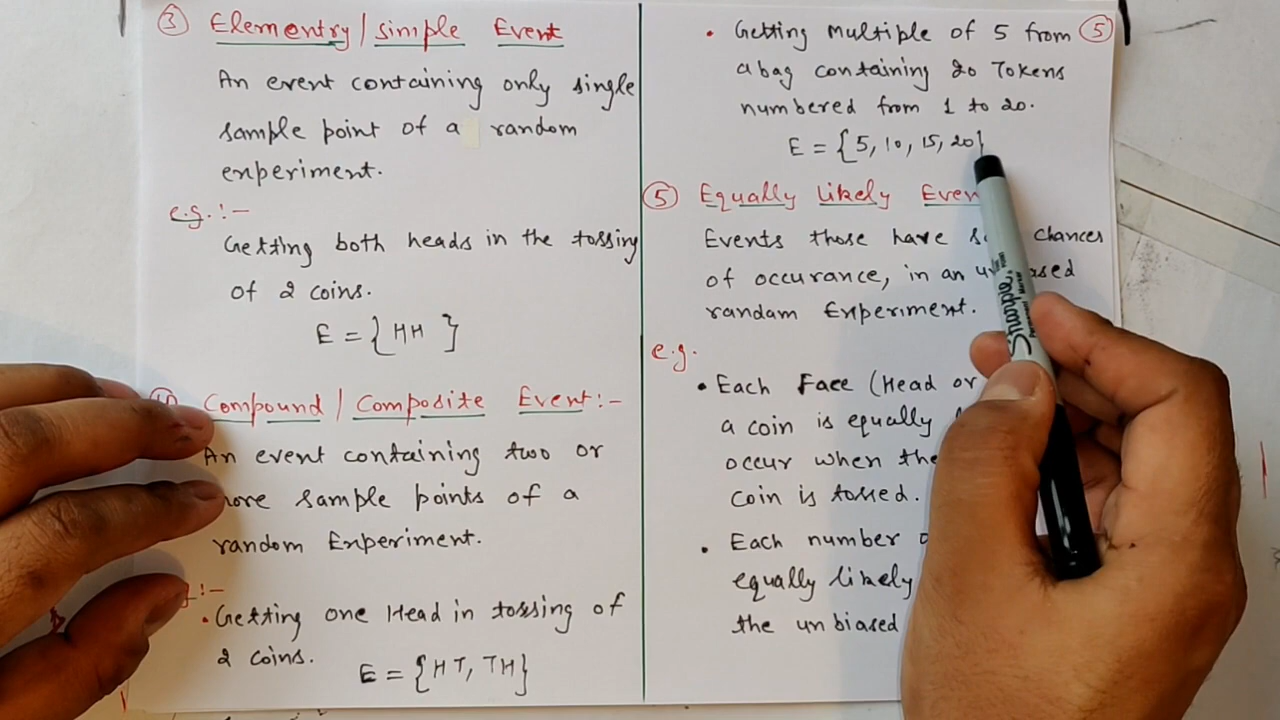 ③ Elementry/simple Event
An event containing only single
sample point of a random
experiment.
e.g. :-
Getting both heads in the tossing
of 2 coins.
E = { HH }
Compound/Composite Event:-
An event containing two or
more sample points of a
random Experiment.
:-
• Getting one Head in tossing of
2 coins. E = {HT, TH}
⑤
• Getting multiple of 5 from
a bag containing 20 Tokens
numbered from 1 to 20.
E = {5, 10, 15, 20}
⑤ Equally Likely
Events those have chances
of occurance, in an
random Experiment.
e.g.
• Each Face (Head or
a coin is equally
occur when the
coin is tossed.
• Each number
equally likely
the unbiased
Sharpie